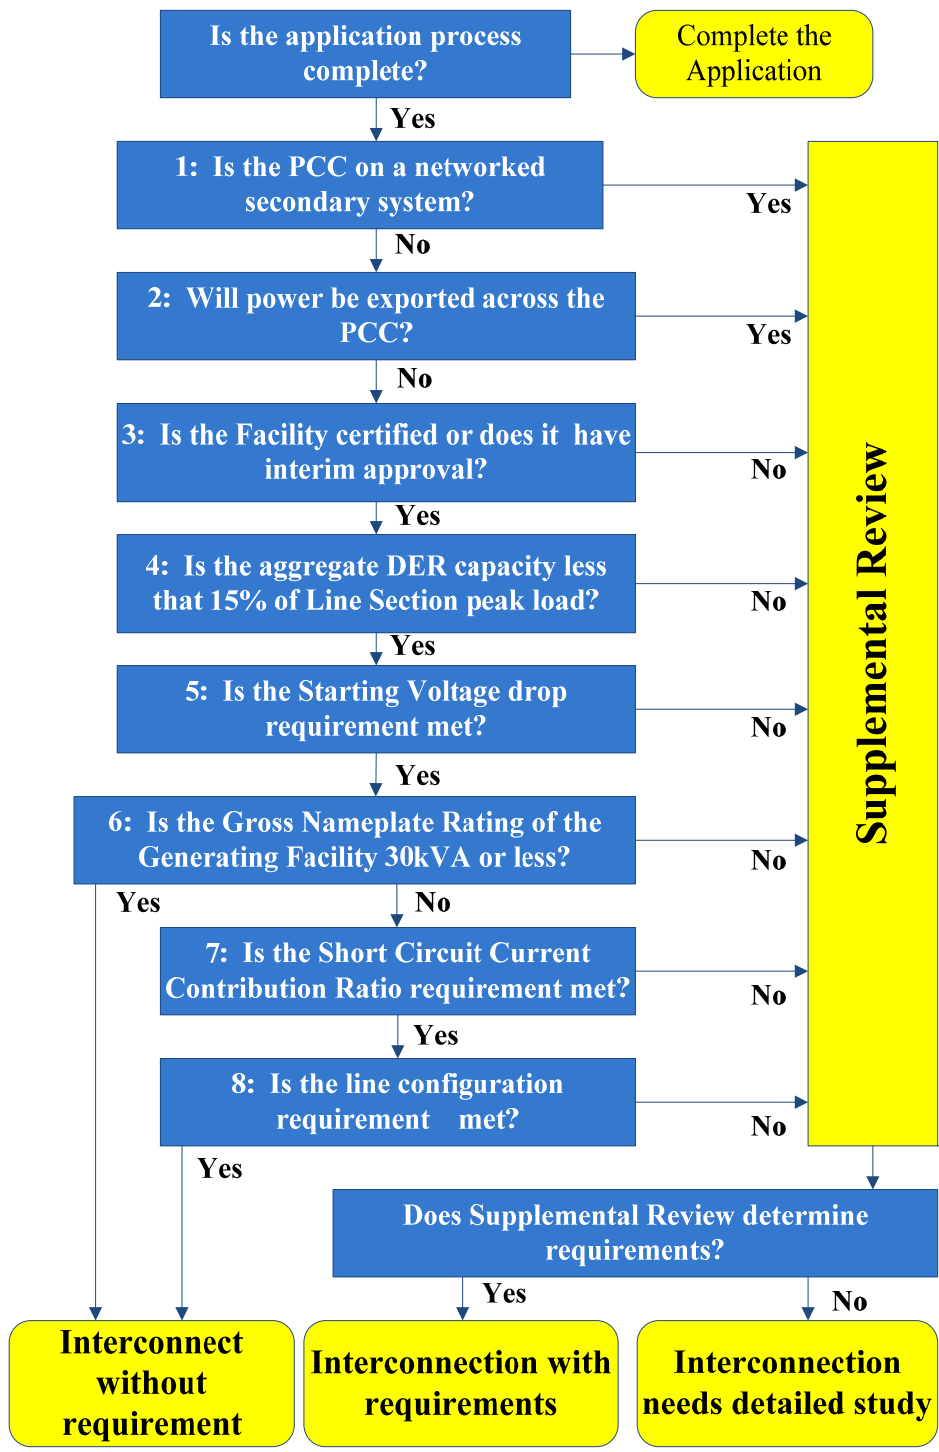 Is the application process
complete?
Complete the
Application
Yes
1: Is the PCC on a networked
secondary system?
Yes
No
2: Will power be exported across the
PCC?
Yes
No
3: Is the Facility certified or does it have
interim approval?
No
Yes
4: Is the aggregate DER capacity less
that 15% of Line Section peak load?
No
Yes
5: Is the Starting Voltage drop
requirement met?
No
Yes
6: Is the Gross Nameplate Rating of the
Generating Facility 30kVA or less?
No
Yes
No
7: Is the Short Circuit Current
Contribution Ratio requirement met?
No
Yes
8: Is the line configuration
requirement met?
No
Yes
Supplemental Review
Does Supplemental Review determine
requirements?
Yes
No
Interconnect
without
requirement
Interconnection with
requirements
Interconnection
needs detailed study